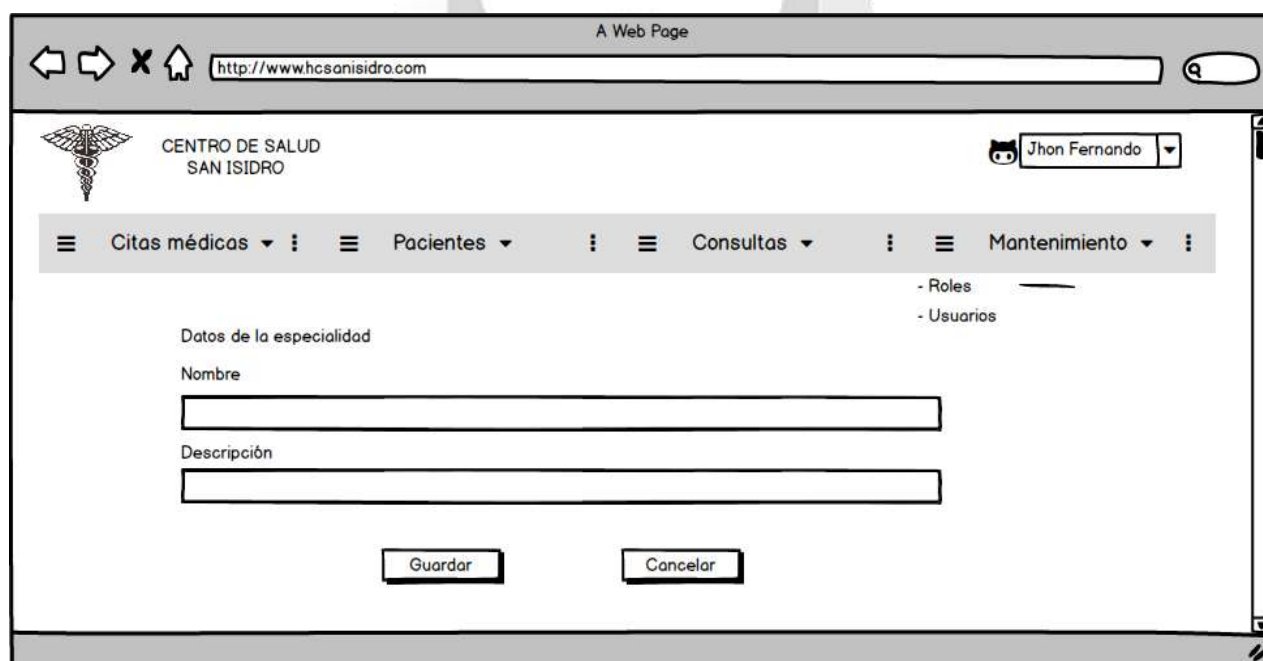 A Web Page
http://www.hcsanisidro.com
CENTRO DE SALUD
SAN ISIDRO
Jhon Fernando
Citas médicas
Pacientes
Consultas
Mantenimiento
- Roles
- Usuarios
Datos de la especialidad
Nombre
Descripción
Guardar
Cancelar